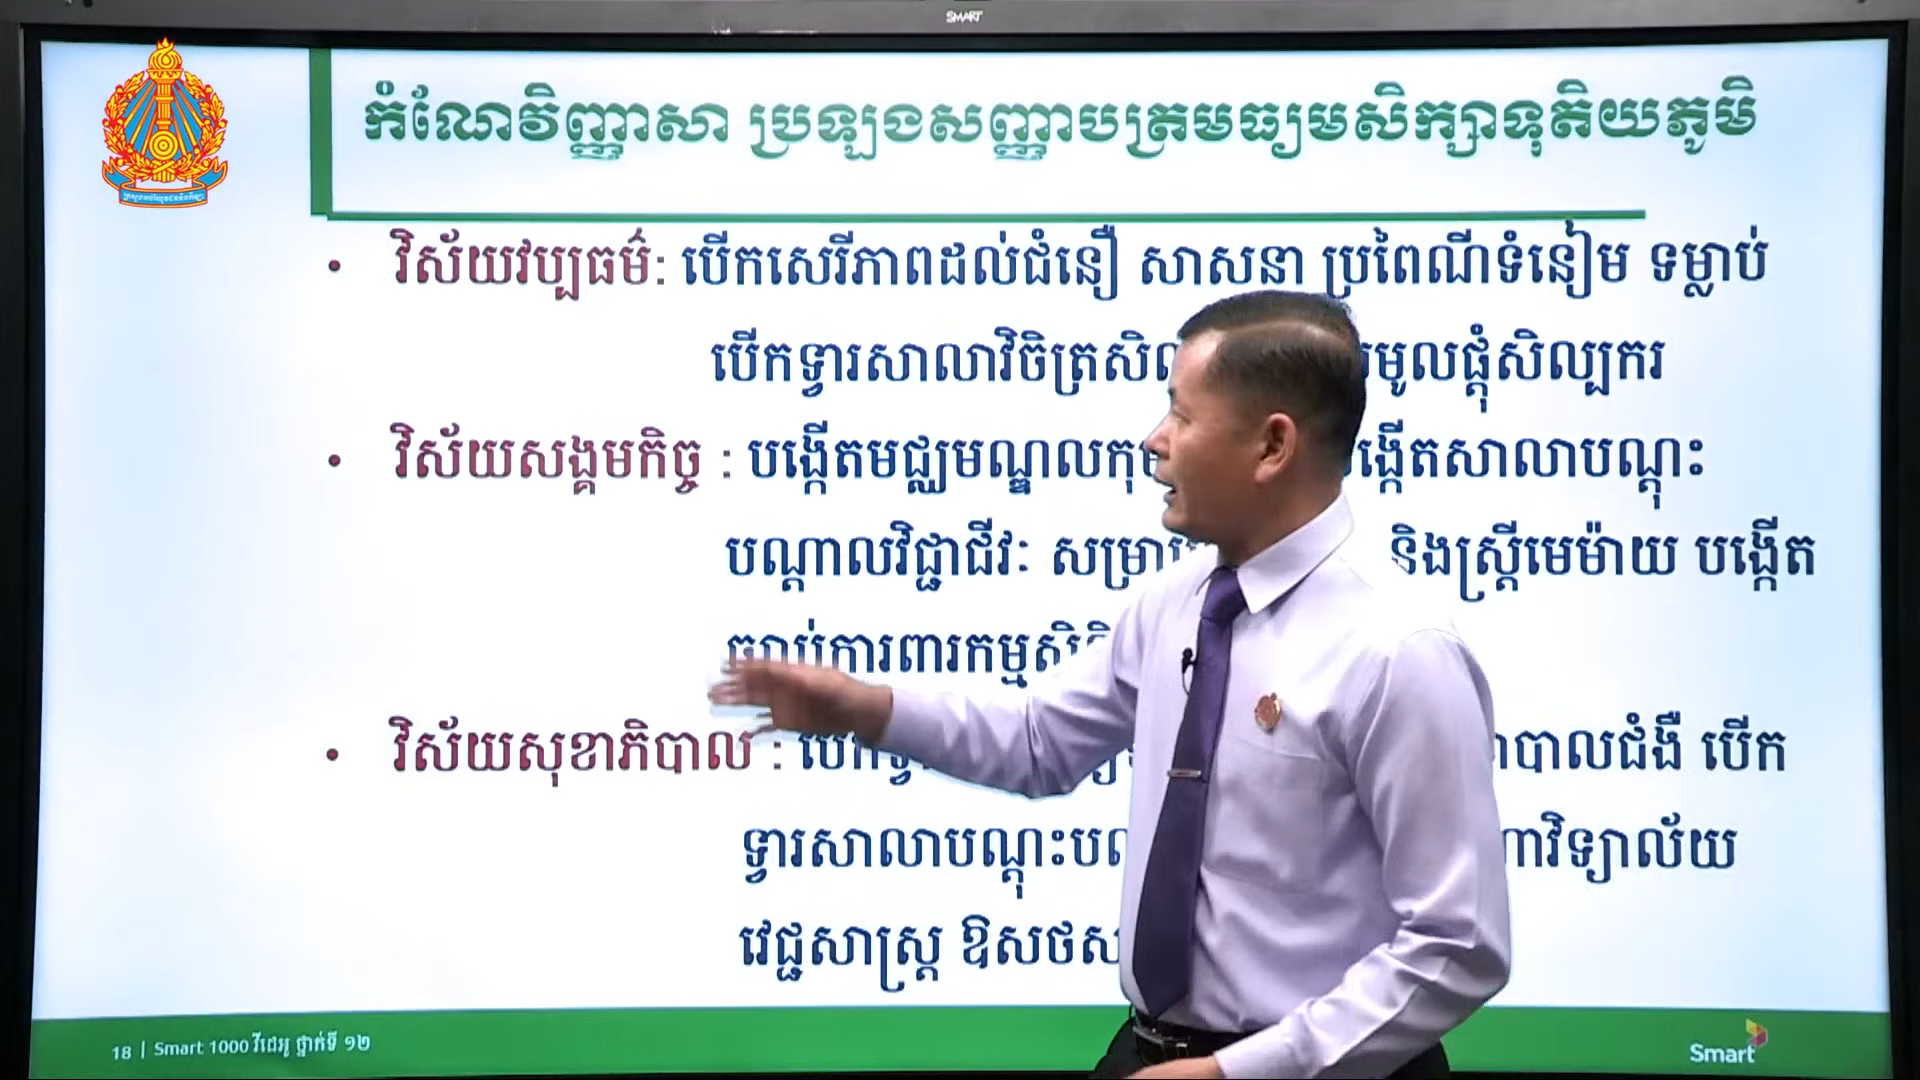 SMART
កំណែវិញ្ញាសា ប្រឡងសញ្ញាបត្រមធ្យមសិក្សាទុតិយភូមិ
• វិស័យវប្បធម៌: បើកសេរីភាពដល់ជំនឿ សាសនា ប្រពៃណីទំនៀម ទម្លាប់
បើកទ្វារសាលាវិចិត្រ មូលផ្តុំសិល្បករ
• វិស័យសង្គមកិច្ច : បង្កើតមជ្ឈមណ្ឌល បង្កើតសាលាបណ្តុះ
បណ្តាលវិជ្ជាជីវៈ និងស្ត្រីមេម៉ាយ បង្កើត
ច្បាប់ការពារកម្មសិទ្ធិ
• វិស័យសុខាភិបាល : ជំងឺ បើក
ទ្វារសាលាបណ្តុះ វិទ្យាល័យ
វេជ្ជសាស្ត្រ
18 | Smart 1000 វីដេអូ ថ្នាក់ទី ១២
Smart